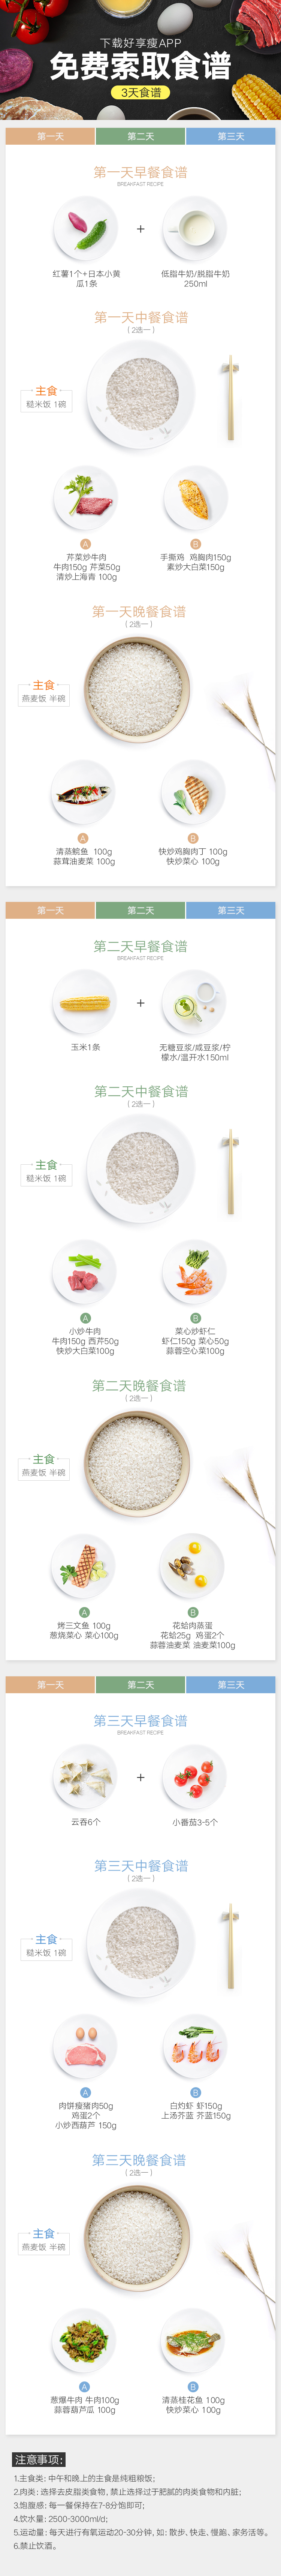 下载好享瘦APP
免费索取食谱
3天食谱
第一天 第二天 第三天
第一天早餐食谱
BREAKFAST RECIPE
+
红薯1个+日本小黄
瓜1条
低脂牛奶/脱脂牛奶
250ml
第一天中餐食谱
（2选一）
主食
糙米饭 1碗
A
芹菜炒牛肉
牛肉150g 芹菜50g
清炒上海青 100g
B
手撕鸡 鸡胸肉150g
素炒大白菜150g
第一天晚餐食谱
（2选一）
主食
燕麦饭 半碗
A
清蒸鲩鱼 100g
蒜茸油麦菜 100g
B
快炒鸡胸肉丁 100g
快炒菜心 100g
第一天 第二天 第三天
第二天早餐食谱
BREAKFAST RECIPE
+
玉米1条
无糖豆浆/咸豆浆/柠
檬水/温开水150ml
第二天中餐食谱
（2选一）
主食
糙米饭 1碗
A
小炒牛肉
牛肉150g 西芹50g
快炒大白菜100g
B
菜心炒虾仁
虾仁150g 菜心50g
蒜蓉空心菜100g
第二天晚餐食谱
（2选一）
主食
燕麦饭 半碗
A
烤三文鱼 100g
葱烧菜心 菜心100g
B
花蛤肉蒸蛋
花蛤25g 鸡蛋2个
蒜蓉油麦菜 油麦菜100g
第一天 第二天 第三天
第三天早餐食谱
BREAKFAST RECIPE
+
云吞6个
小番茄3-5个
第三天中餐食谱
（2选一）
主食
糙米饭 1碗
A
肉饼瘦猪肉50g
鸡蛋2个
小炒西葫芦 150g
B
白灼虾 虾150g
上汤芥蓝 芥蓝150g
第三天晚餐食谱
（2选一）
主食
燕麦饭 半碗
A
葱爆牛肉 牛肉100g
蒜蓉葫芦瓜 100g
B
清蒸桂花鱼 100g
快炒菜心 100g
注意事项：
1.主食类：中午和晚上的主食是纯粗粮饭；
2.肉类：选择去皮脂类食物，禁止选择过于肥腻的肉类食物和内脏；
3.饱腹感：每一餐保持在7-8分饱即可；
4.饮水量：2500-3000ml/d；
5.运动量：每天进行有氧运动20-30分钟，如：散步、快走、慢跑、家务活等。
6.禁止饮酒。